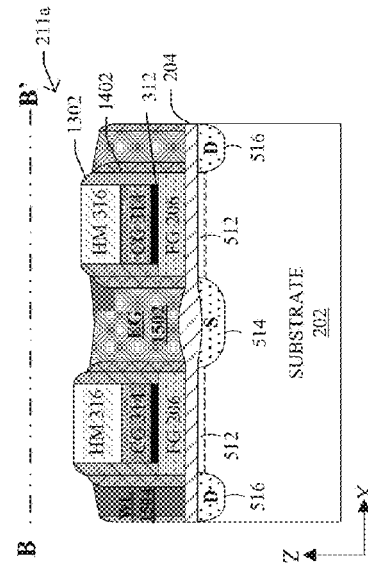 211a
B B'
1302
1402
312
204
HM 316
HM 316
CG 314
CG 314
EG
1502
FG 206
FG 206
D
S
D
516
512
514
512
516
SUBSTRATE
202
Z
Y